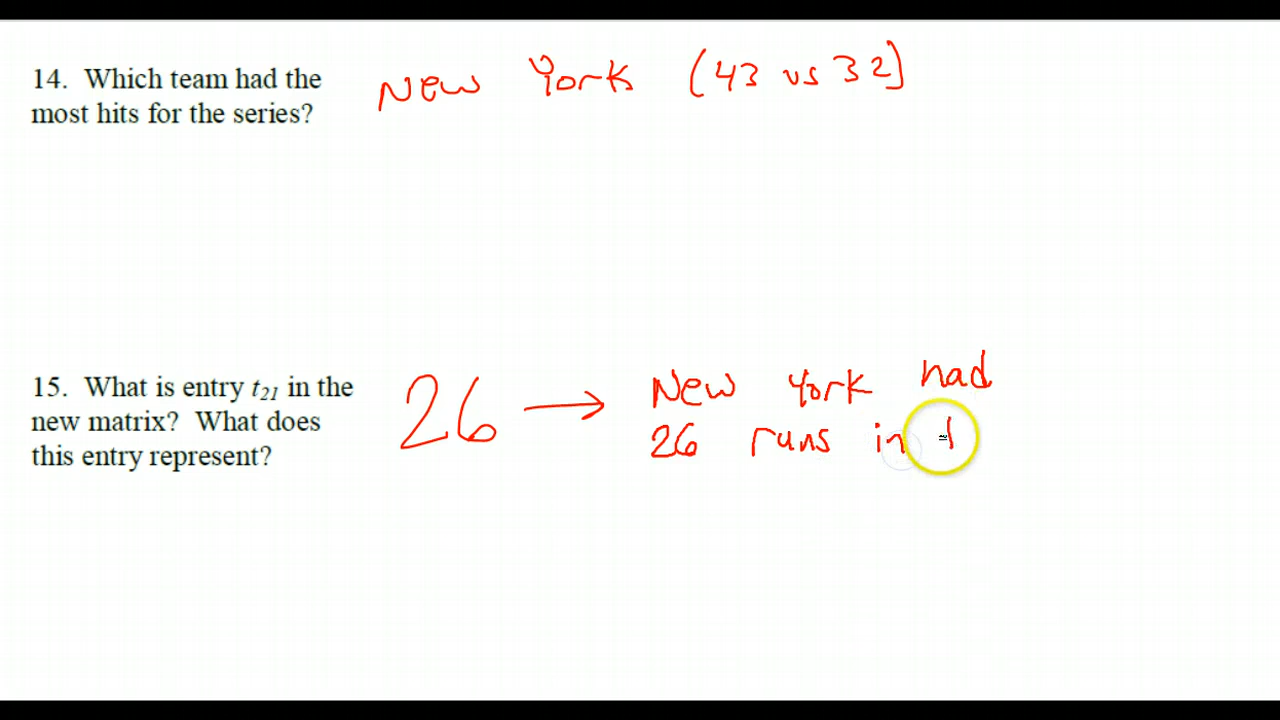 14. Which team had the
most hits for the series?
New York (43 vs 32)
15. What is entry t21 in the
new matrix? What does
this entry represent?
26 → New York had
26 runs in